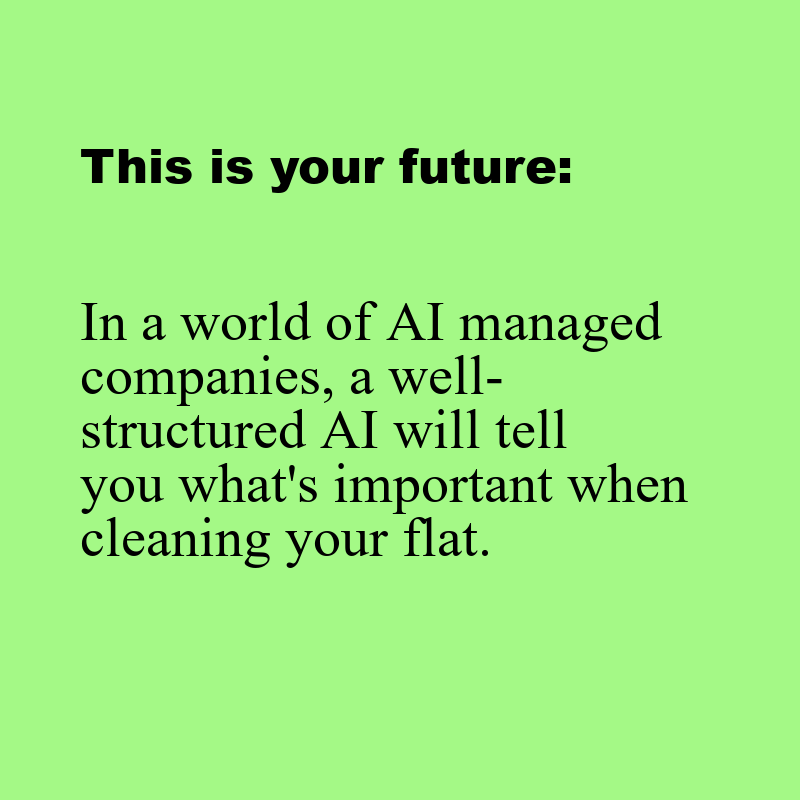 This is your future:
In a world of AI managed
companies, a well-
structured AI will tell
you what's important when
cleaning your flat.